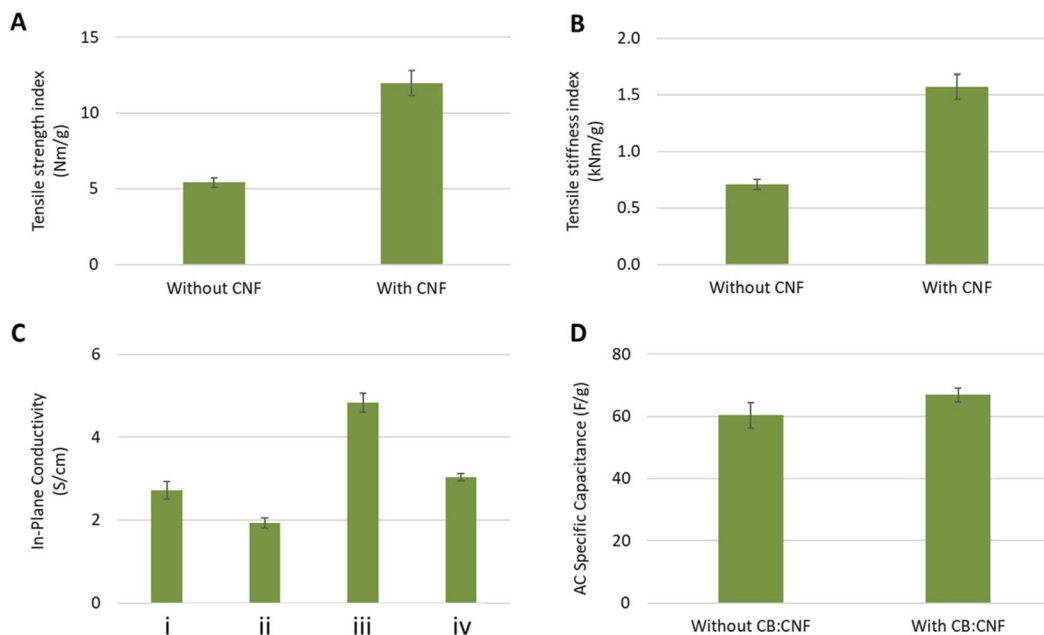 A
Tensile strength index
(Nm/g)
15
10
5
0
Without CNF
With CNF
B
Tensile stiffness index
(kNm/g)
2.0
1.5
1.0
0.5
0.0
Without CNF
With CNF
C
In-Plane Conductivity
(S/cm)
6
4
2
0
i
ii
iii
iv
D
AC Specific Capacitance (F/g)
80
60
40
20
0
Without CB:CNF
With CB:CNF